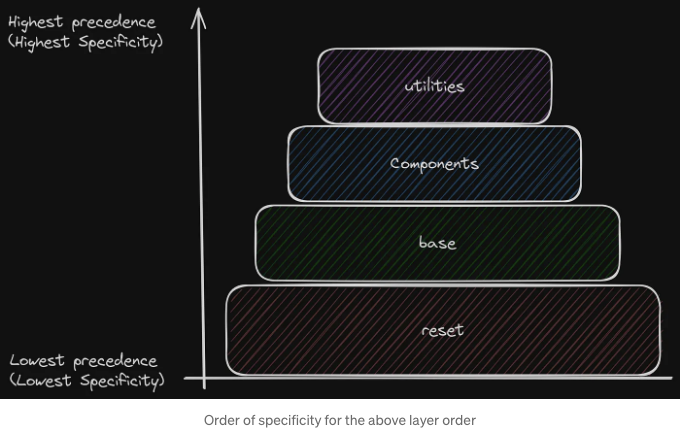 Highest precedence
(Highest Specificity)
utilities
Components
base
reset
Lowest precedence
(Lowest Specificity)
Order of specificity for the above layer order